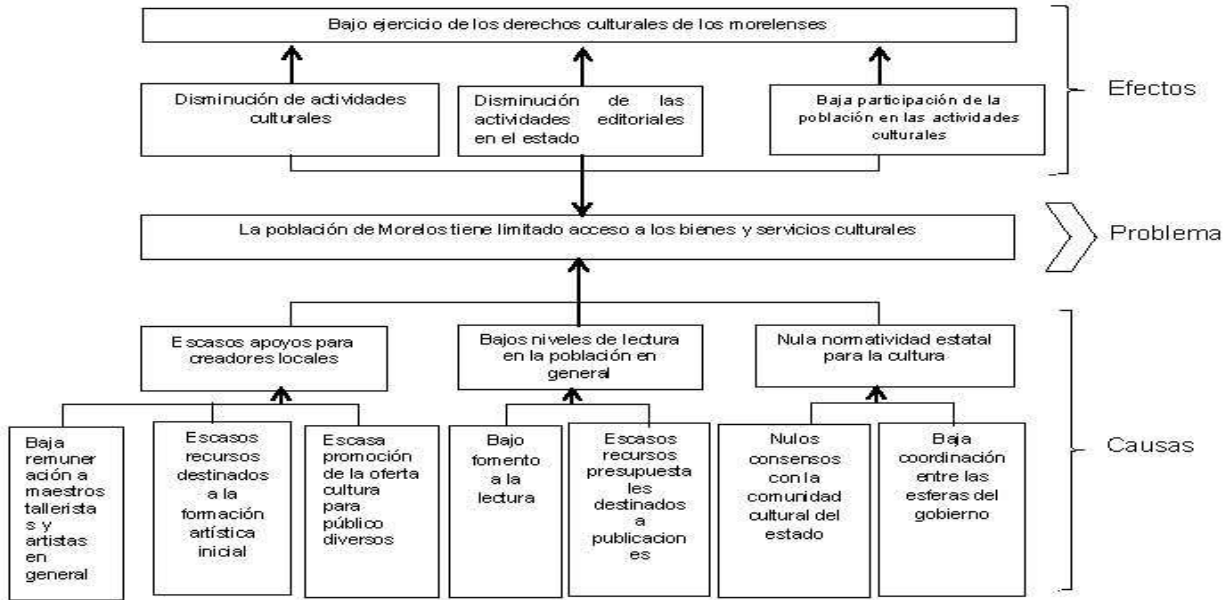 Bajo ejercicio de los derechos culturales de los morelenses
Disminución de actividades
culturales
Disminución de las
actividades editoriales
en el estado
Baja participación de la
población en las actividades
culturales
Efectos
La población de Morelos tiene limitado acceso a los bienes y servicios culturales
Problema
Escasos apoyos para
creadores locales
Bajos niveles de lectura
en la población en
general
Nula normatividad estatal
para la cultura
Baja
remuner
ación a
maestros
tallerista
s y
artistas
en
general
Escasos
recursos
destinados
a la
formación
artística
inicial
Escasa
promoción
de la oferta
cultura
para
público
diversos
Bajo
fomento
a la
lectura
Escasos
recursos
presupuesta
les
destinados
a
publicacion
es
Nulos
consensos
con la
comunidad
cultural del
estado
Baja
coordinación
entre las
esferas del
gobierno
Causas